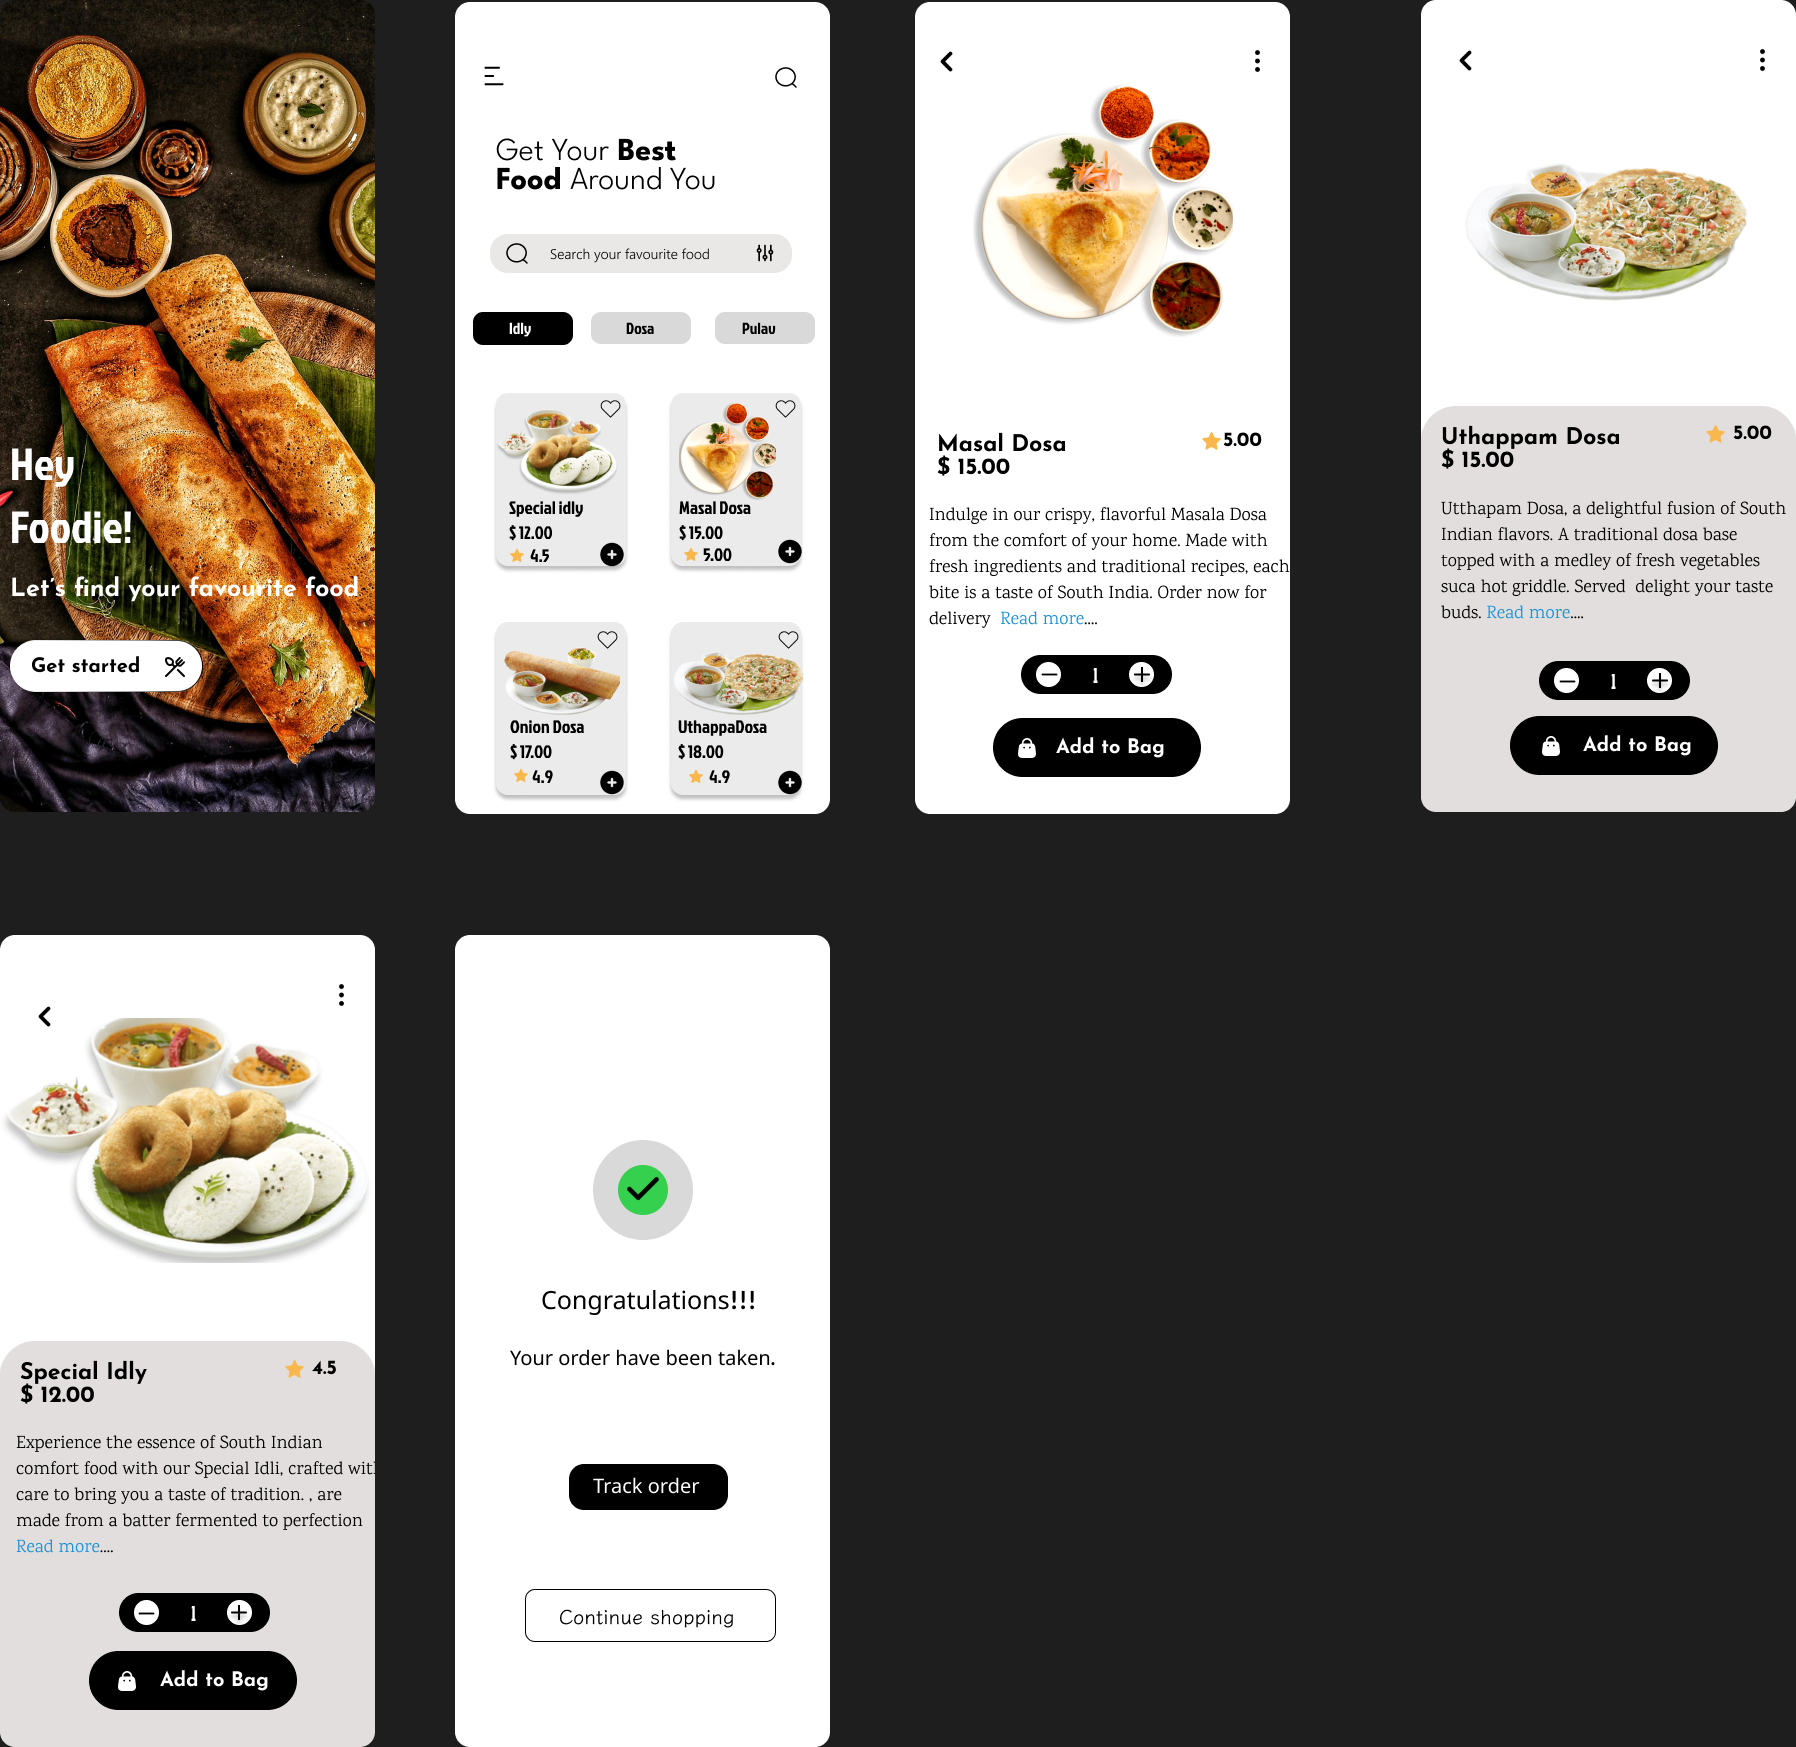 Hey
Foodie!
Let's find your favourite food
Get started
Get Your Best
Food Around You
Search your favourite food
Idly
Dosa
Pulau
Special idly
$ 12.00
4.5
Masal Dosa
$ 15.00
5.00
Onion Dosa
$ 17.00
4.9
UthappaDosa
$ 18.00
4.9
Masal Dosa
5.00
$ 15.00
Indulge in our crispy, flavorful Masala Dosa
from the comfort of your home. Made with
fresh ingredients and traditional recipes, each
bite is a taste of South India. Order now for
delivery Read more....
1
Add to Bag
Uthappam Dosa
5.00
$ 15.00
Utthapam Dosa, a delightful fusion of South
Indian flavors. A traditional dosa base
topped with a medley of fresh vegetables
suca hot griddle. Served delight your taste
buds. Read more....
1
Add to Bag
Special Idly
4.5
$ 12.00
Experience the essence of South Indian
comfort food with our Special Idli, crafted with
care to bring you a taste of tradition. , are
made from a batter fermented to perfection
Read more....
1
Add to Bag
Congratulations!!!
Your order have been taken.
Track order
Continue shopping